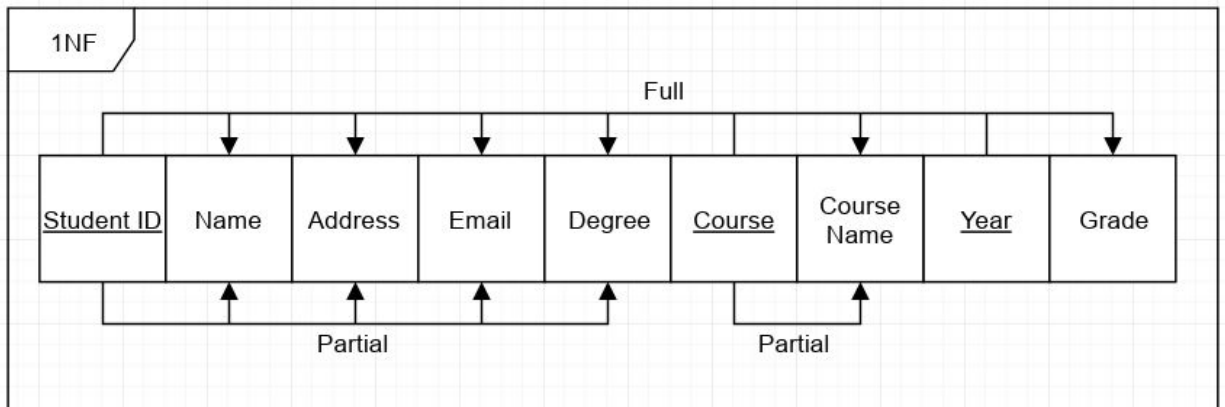 1NF
Full
Student ID
Name
Address
Email
Degree
Course
Course
Name
Year
Grade
Partial
Partial